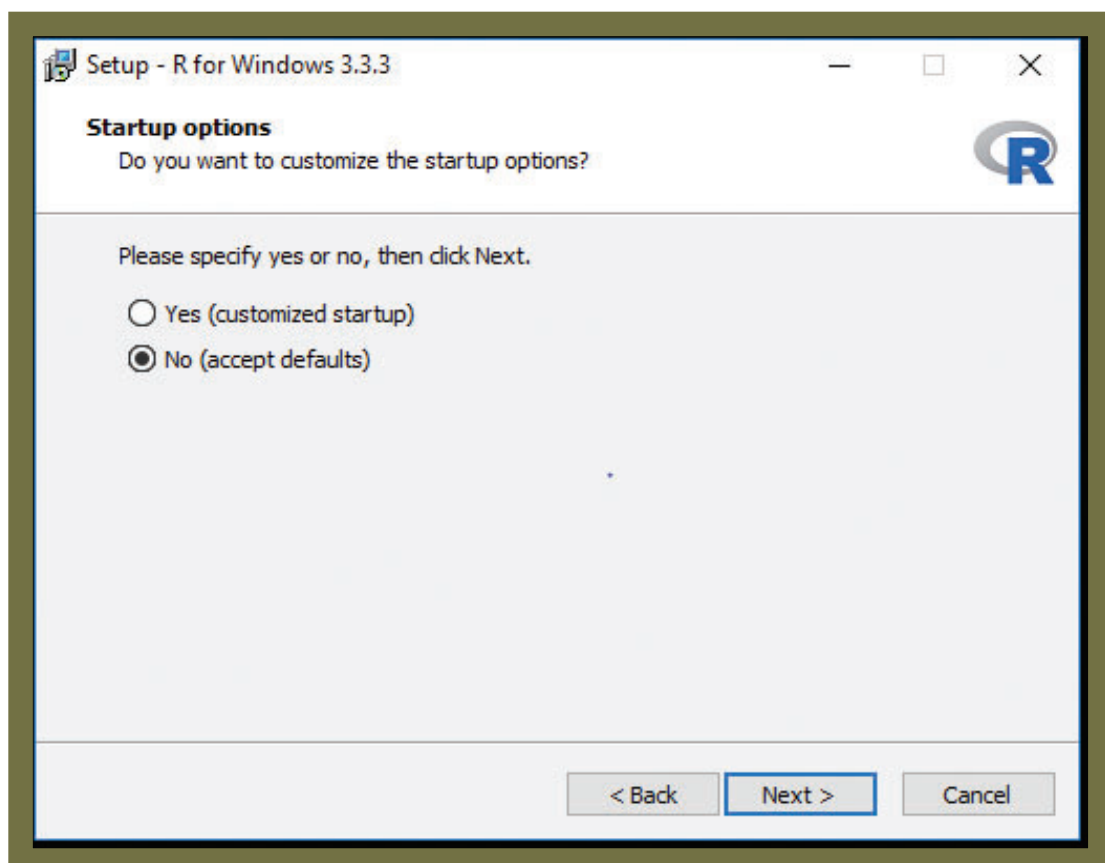 Setup - R for Windows 3.3.3
Startup options
Do you want to customize the startup options?
R
Please specify yes or no, then click Next.
Yes (customized startup)
No (accept defaults)
< Back
Next >
Cancel